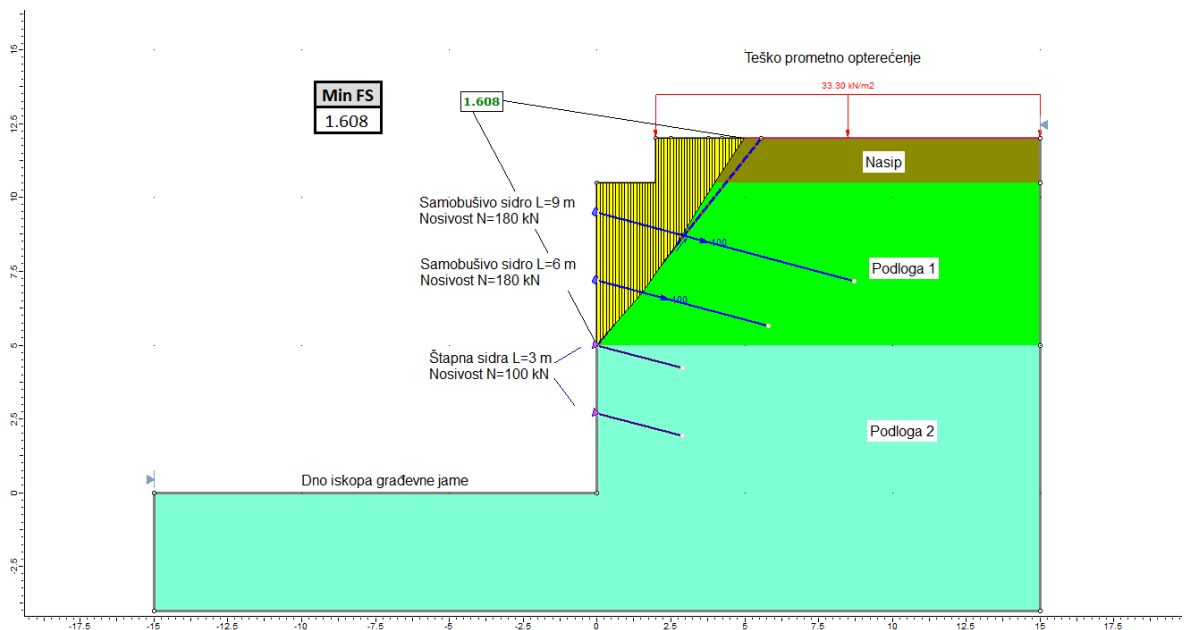 15
12.5
10
7.5
5
2.5
0
-2.5
Teško prometno opterećenje
33.30 kN/m2
Min FS
1.608
1.608
Nasip
Samobušivo sidro L=9 m
Nosivost N=180 kN
100
Podloga 1
Samobušivo sidro L=6 m
Nosivost N=180 kN
100
Štapna sidra L=3 m
Nosivost N=100 kN
Podloga 2
Dno iskopa građevne jame
-17.5 -15 -12.5 -10 -7.5 -5 -2.5 0 2.5 5 7.5 10 12.5 15 17.5